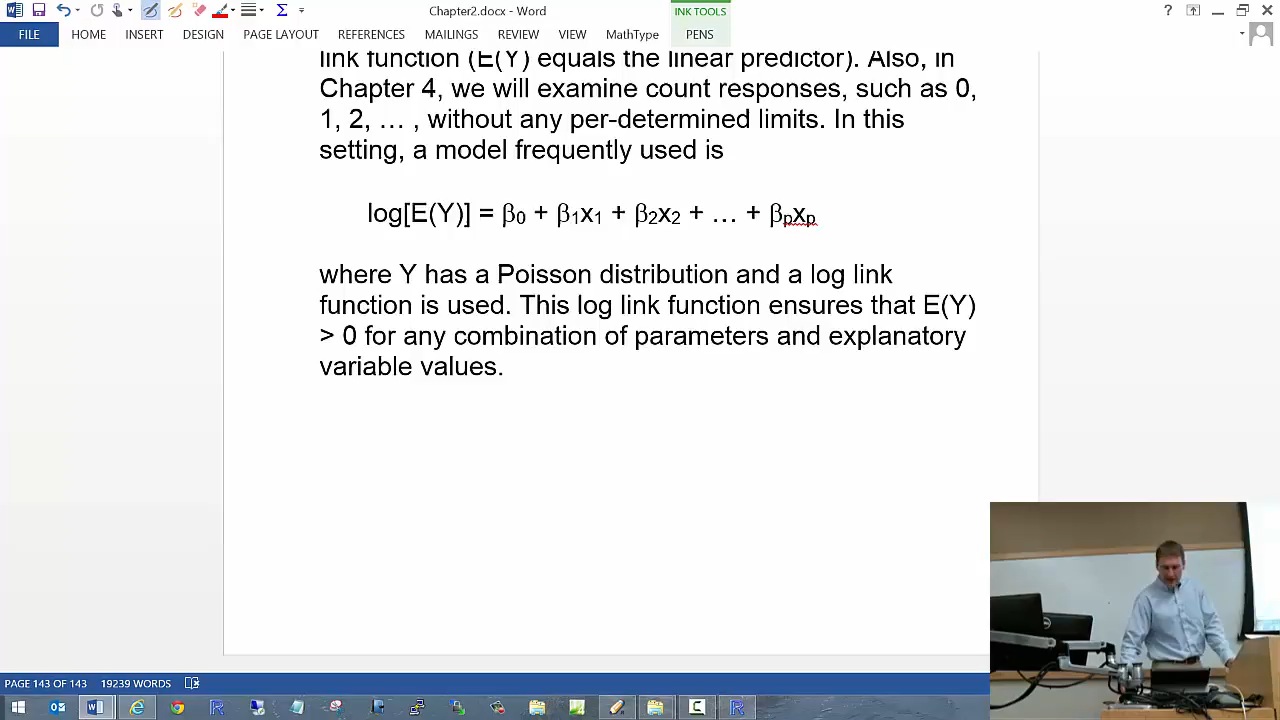 Chapter2.docx - Word
INK TOOLS
FILE HOME INSERT DESIGN PAGE LAYOUT REFERENCES MAILINGS REVIEW VIEW MathType PENS
link function (E(Y) equals the linear predictor). Also, in
Chapter 4, we will examine count responses, such as 0,
1, 2, … , without any per-determined limits. In this
setting, a model frequently used is
log[E(Y)] = β0 + β1x1 + β2x2 + … + βpxp
where Y has a Poisson distribution and a log link
function is used. This log link function ensures that E(Y)
> 0 for any combination of parameters and explanatory
variable values.
PAGE 143 OF 143 19239 WORDS